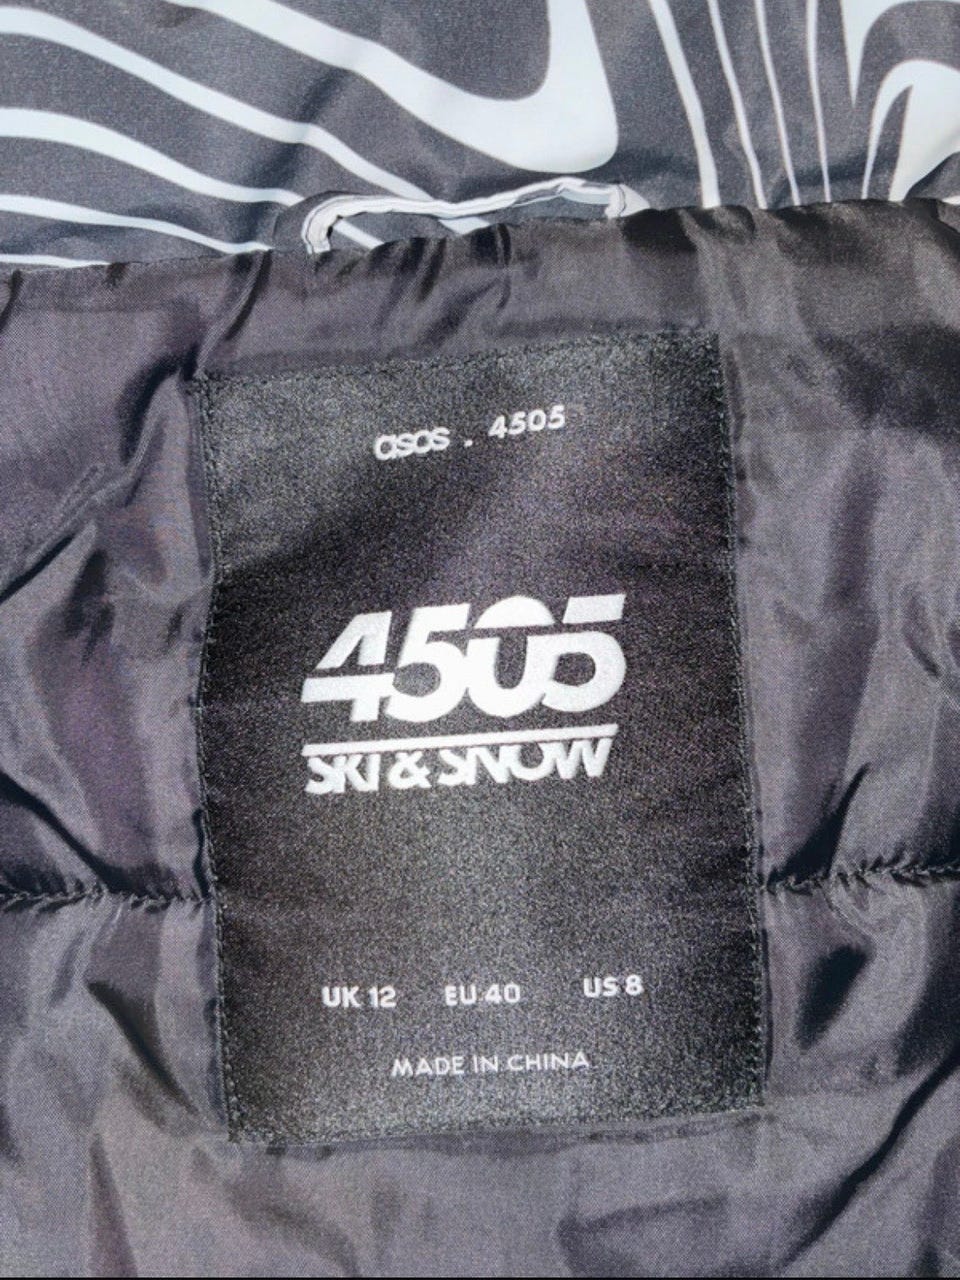 asos . 4505
4505
SKI & SNOW
UK 12 EU 40 US 8
MADE IN CHINA